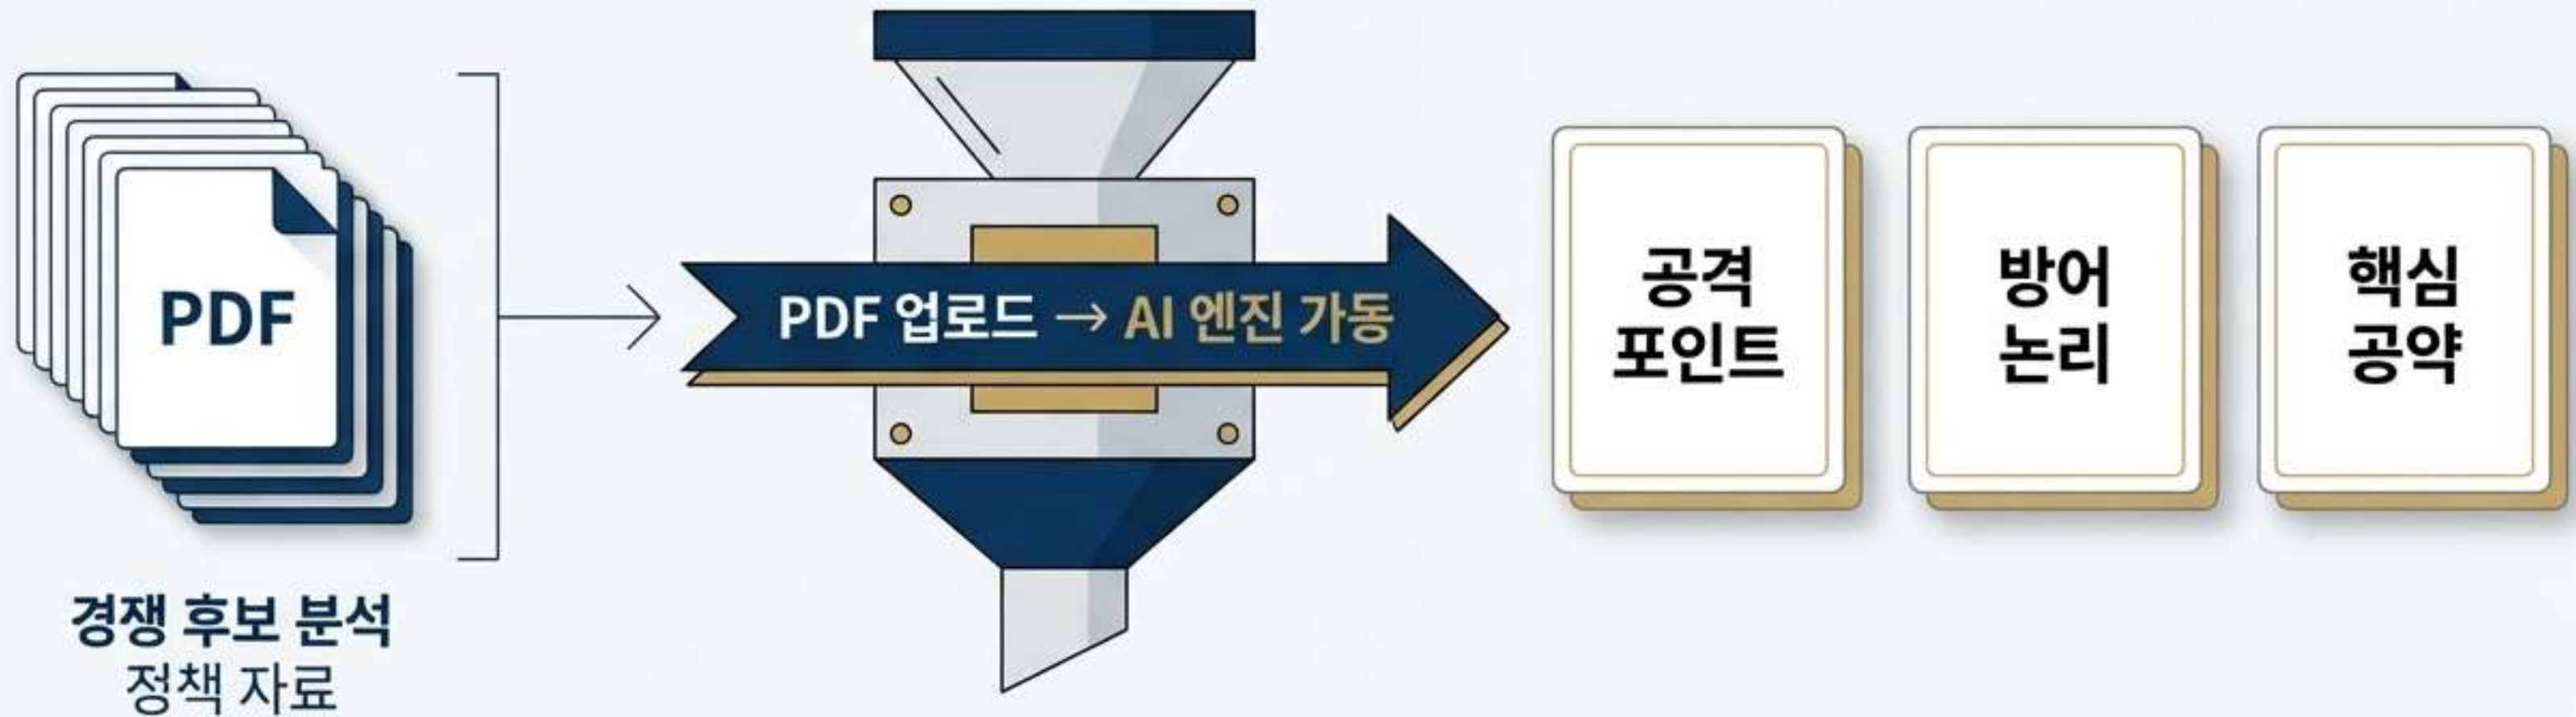 PDF
경쟁 후보 분석
정책 자료
PDF 업로드 → AI 엔진 가동
공격
포인트
방어
논리
핵심
공약